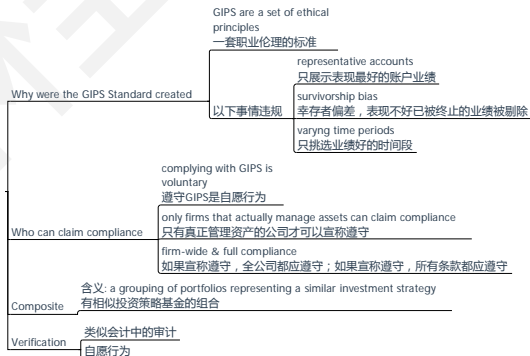 GIPS are a set of ethical
principles
一套职业伦理的标准
Why were the GIPS Standard created
representative accounts
只展示表现最好的账户业绩
survivorship bias
以下事情违规
幸存者偏差，表现不好已被终止的业绩被剔除
varyng time periods
只挑选业绩好的时间段
complying with GIPS is
voluntary
遵守GIPS是自愿行为
Who can claim compliance
only firms that actually manage assets can claim compliance
只有真正管理资产的公司才可以宣称遵守
firm-wide & full compliance
如果宣称遵守，全公司都应遵守；如果宣称遵守，所有条款都应遵守
Composite
含义: a grouping of portfolios representing a similar investment strategy
有相似投资策略基金的组合
Verification
类似会计中的审计
自愿行为